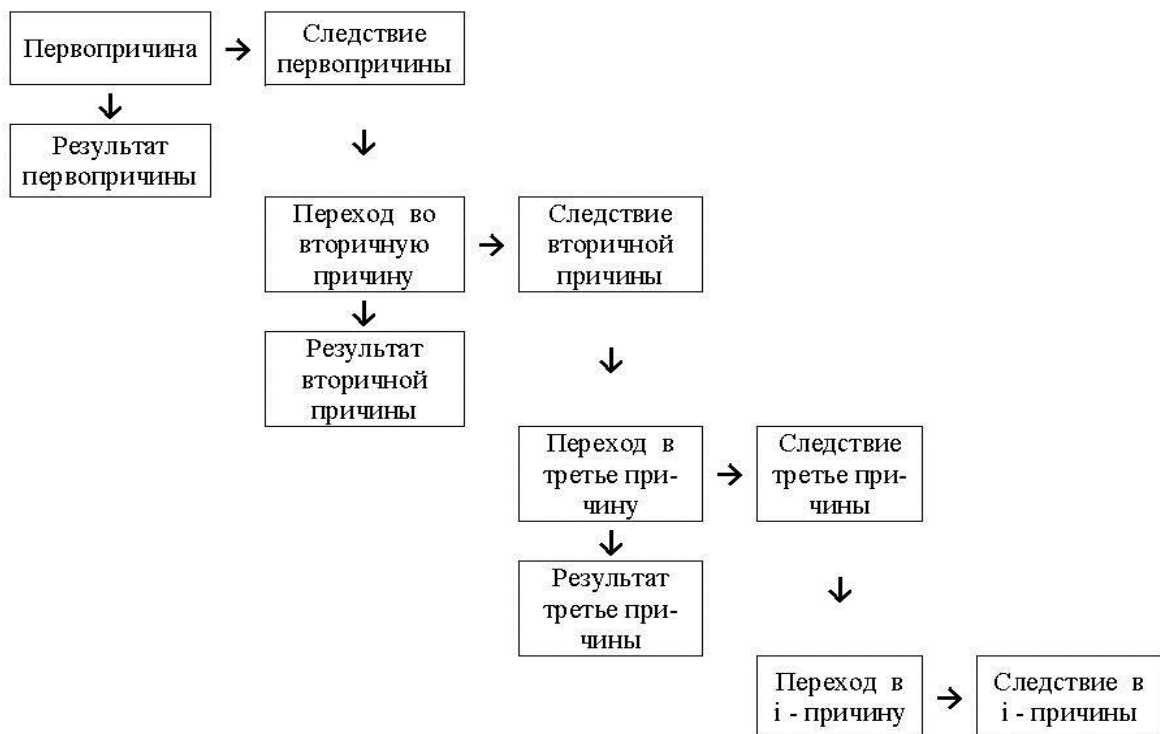 Первопричина
Следствие
первопричины
Результат
первопричины
Переход во
вторичную
причину
Следствие
вторичной
причины
Результат
вторичной
причины
Переход в
третье при-
чину
Следствие
третье при-
чины
Результат
третье при-
чины
Переход в
i - причину
Следствие в
i - причины